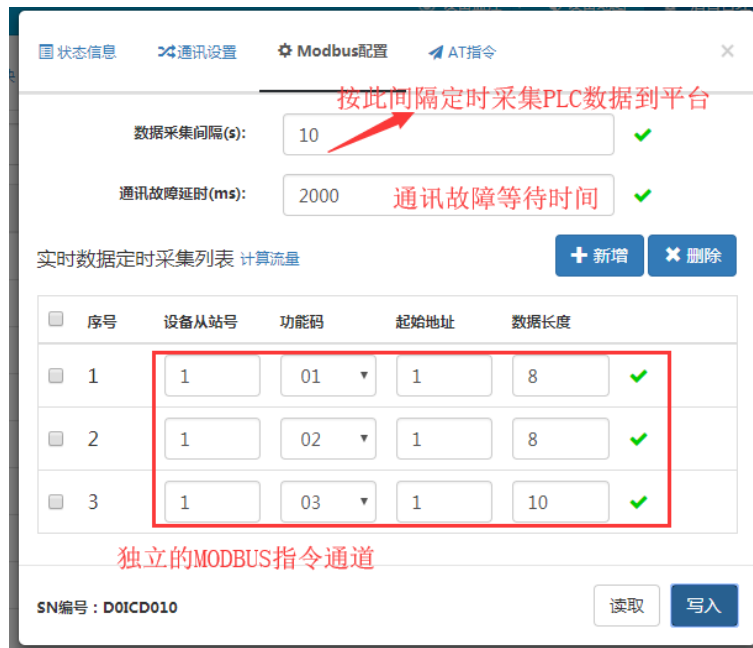 状态信息 通讯设置 Modbus配置 AT指令 ×
按此间隔定时采集PLC数据到平台
数据采集间隔(s): 10
通讯故障延时(ms): 2000 通讯故障等待时间
实时数据定时采集列表 计算流量 新增 删除
序号 设备从站号 功能码 起始地址 数据长度
1 1 01 1 8
2 1 02 1 8
3 1 03 1 10
独立的MODBUS指令通道
SN编号：D0ICD010 读取 写入